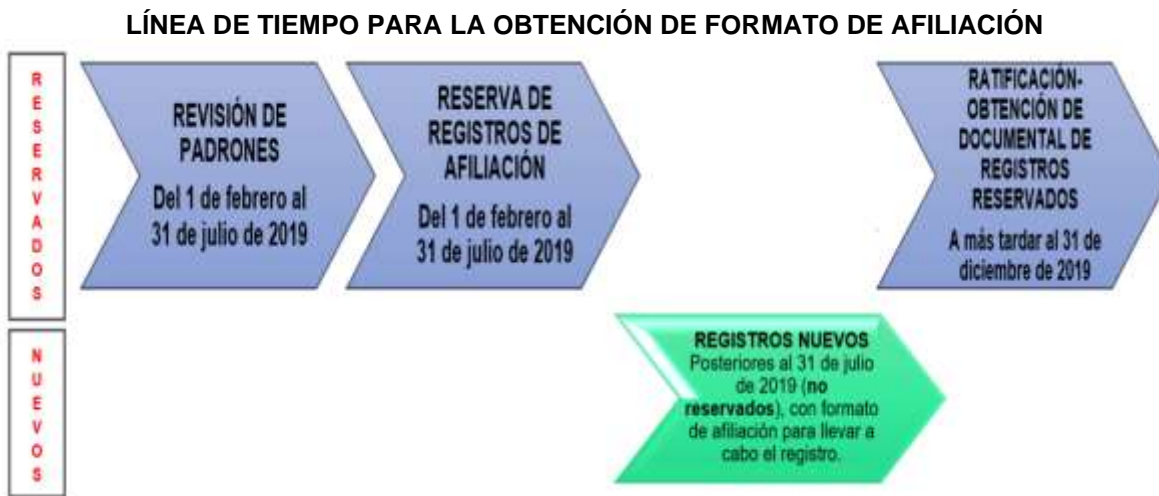 LÍNEA DE TIEMPO PARA LA OBTENCIÓN DE FORMATO DE AFILIACIÓN
RESERVADOS
REVISIÓN DE
PADRONES
Del 1 de febrero al
31 de julio de 2019
RESERVA DE
REGISTROS DE
AFILIACIÓN
Del 1 de febrero al
31 de julio de 2019
RATIFICACIÓN-
OBTENCIÓN DE
DOCUMENTAL DE
REGISTROS
RESERVADOS
A más tardar al 31 de
diciembre de 2019
NUEVOS
REGISTROS NUEVOS
Posteriores al 31 de julio
de 2019 (no
reservados), con formato
de afiliación para llevar a
cabo el registro.